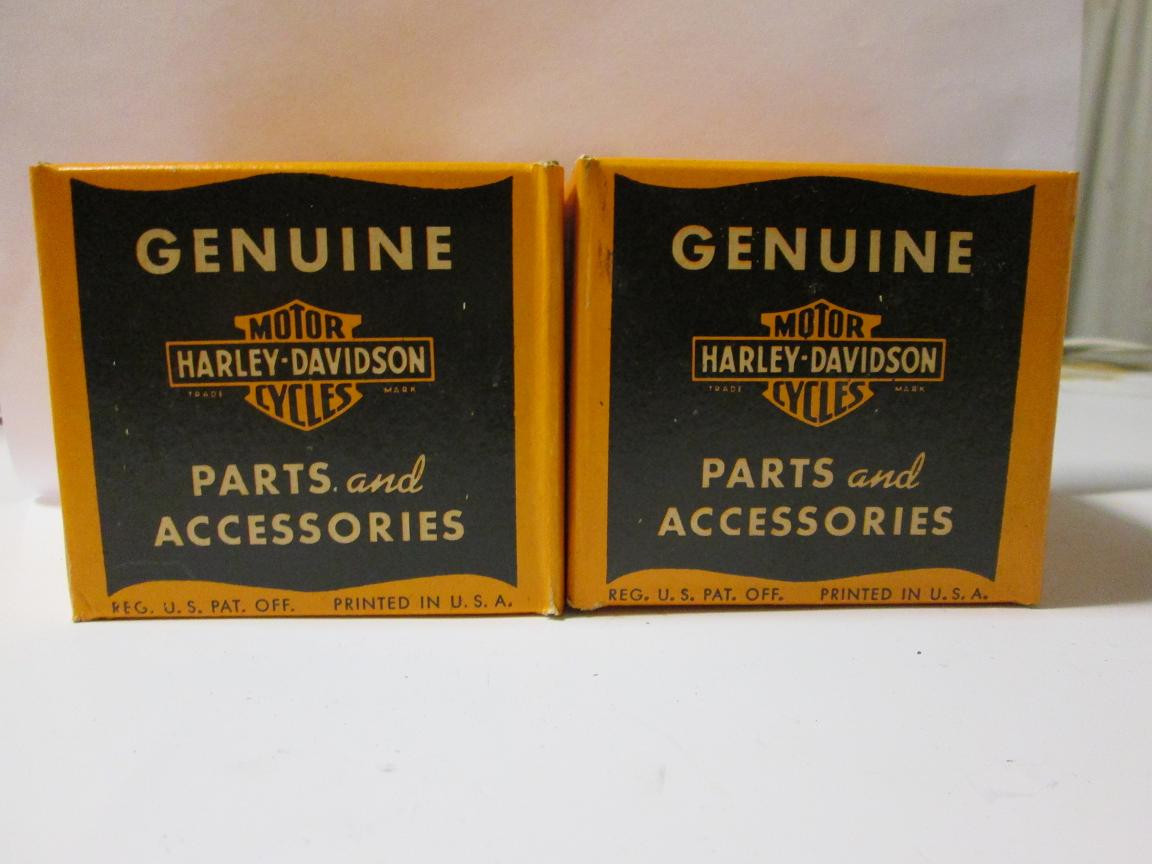 GENUINE
MOTOR
HARLEY-DAVIDSON
TRADE MARK
CYCLES
PARTS and
ACCESSORIES
REG. U.S. PAT. OFF. PRINTED IN U.S.A.
GENUINE
MOTOR
HARLEY-DAVIDSON
TRADE MARK
CYCLES
PARTS and
ACCESSORIES
REG. U.S. PAT. OFF. PRINTED IN U.S.A.